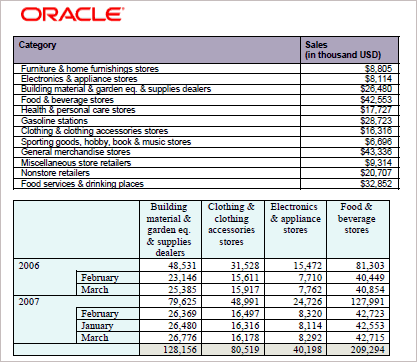 ORACLE
Category Sales
(in thousand USD)
Furniture & home furnishings stores $8,805
Electronics & appliance stores $8,114
Building material & garden eq. & supplies dealers $26,480
Food & beverage stores $42,553
Health & personal care stores $17,727
Gasoline stations $28,723
Clothing & clothing accessories stores $16,316
Sporting goods, hobby, book & music stores $6,696
General merchandise stores $43,336
Miscellaneous store retailers $9,314
Nonstore retailers $20,707
Food services & drinking places $32,852
Building Clothing & Electronics Food &
material & clothing & appliance beverage
garden eq. accessories stores stores
& supplies stores
dealers
2006 48,531 31,528 15,472 81,303
February 23,146 15,611 7,710 40,449
March 25,385 15,917 7,762 40,854
2007 79,625 48,991 24,726 127,991
February 26,369 16,497 8,320 42,723
January 26,480 16,316 8,114 42,553
March 26,776 16,178 8,292 42,715
128,156 80,519 40,198 209,294